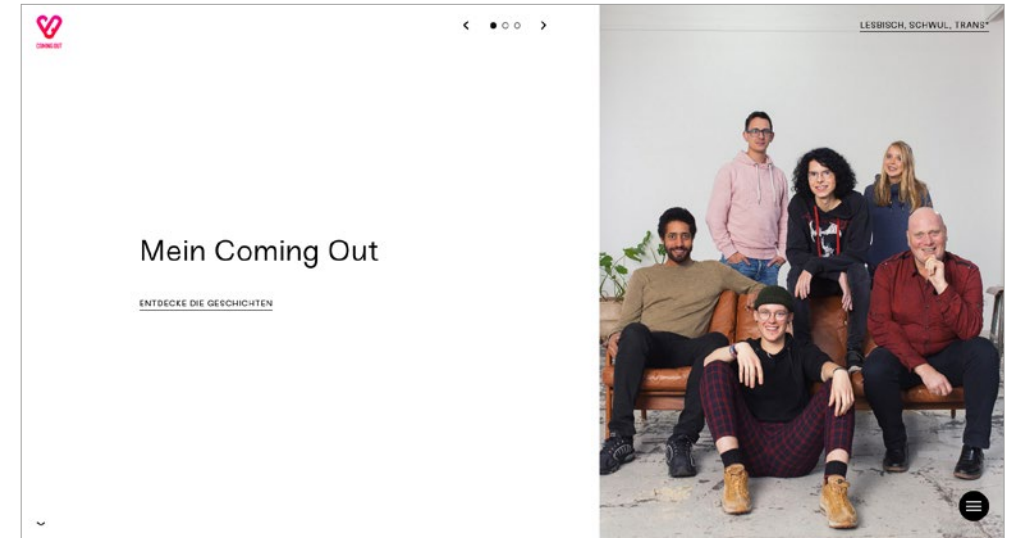 COMING OUT
LESBISCH, SCHWUL, TRANS*
Mein Coming Out
ENTDECKE DIE GESCHICHTEN